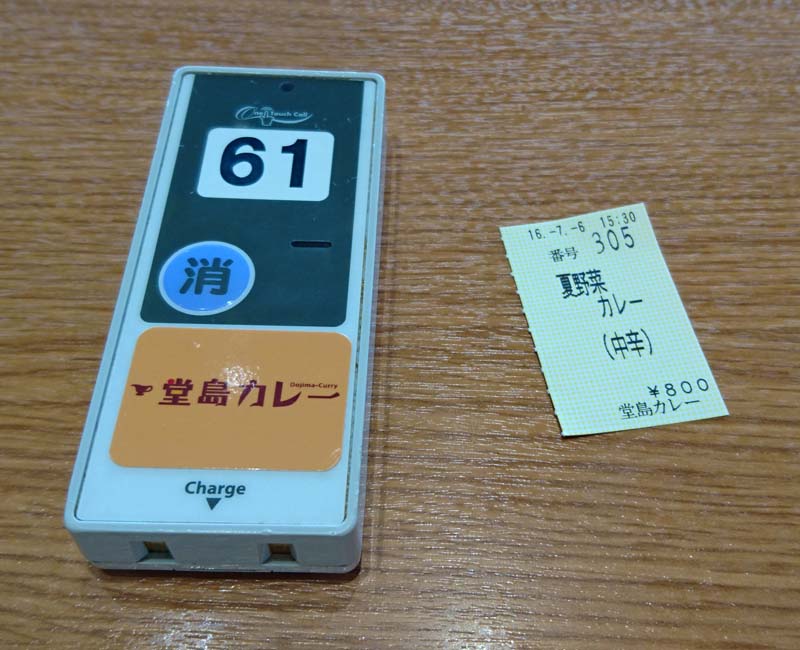 One Touch Call
61
消
Dojima-Curry
堂島カレー
Charge
16.-7.-6 15:30
番号 305
夏野菜
カレー
(中辛)
￥800
堂島カレー